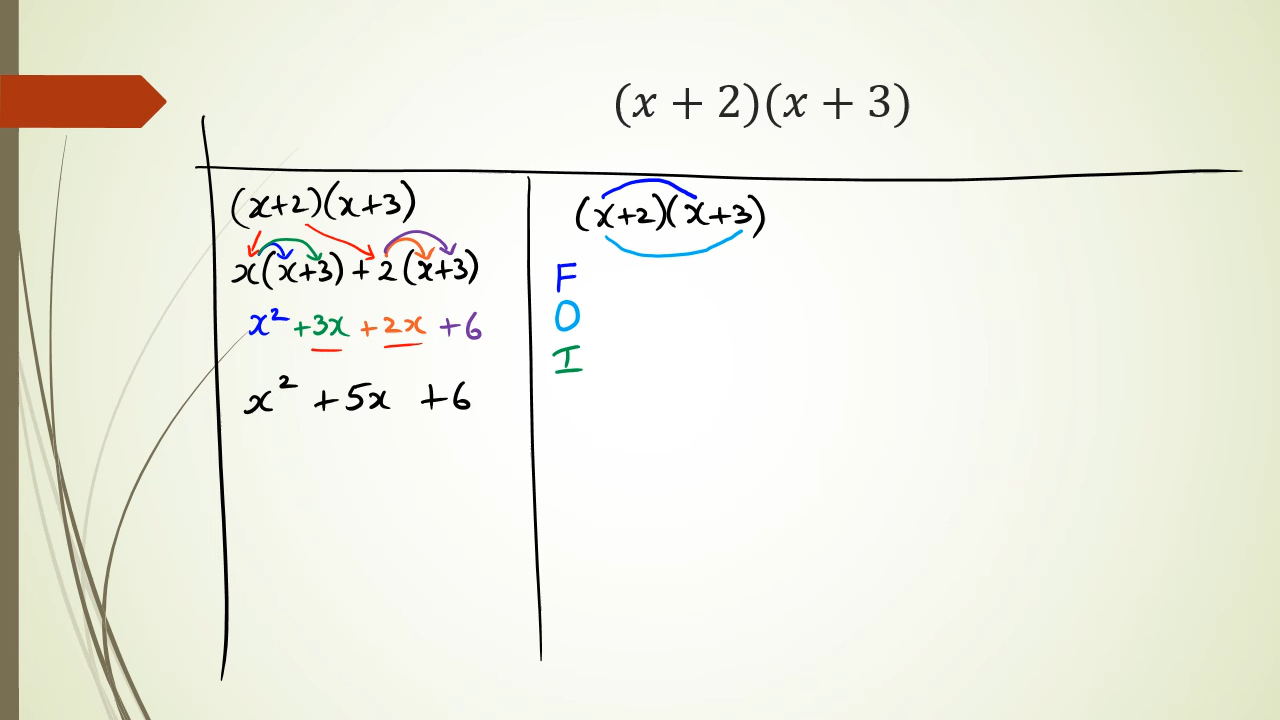 (x + 2)(x + 3)
(x+2)(x+3)
x(x+3) + 2(x+3)
x² +3x +2x +6
x² +5x +6
(x+2)(x+3)
F
O
I